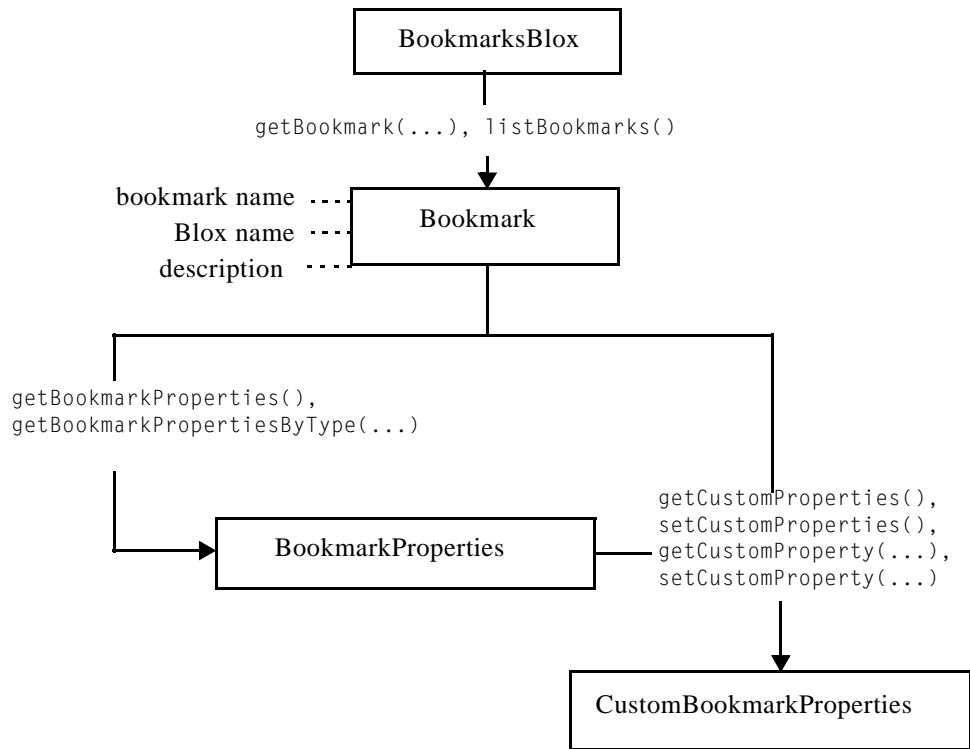 BookmarksBlox
getBookmark(...), listBookmarks()
bookmark name
Blox name
description
Bookmark
getBookmarkProperties(),
getBookmarkPropertiesByType(...)
getCustomProperties(),
setCustomProperties(),
getCustomProperty(...),
setCustomProperty(...)
BookmarkProperties
CustomBookmarkProperties